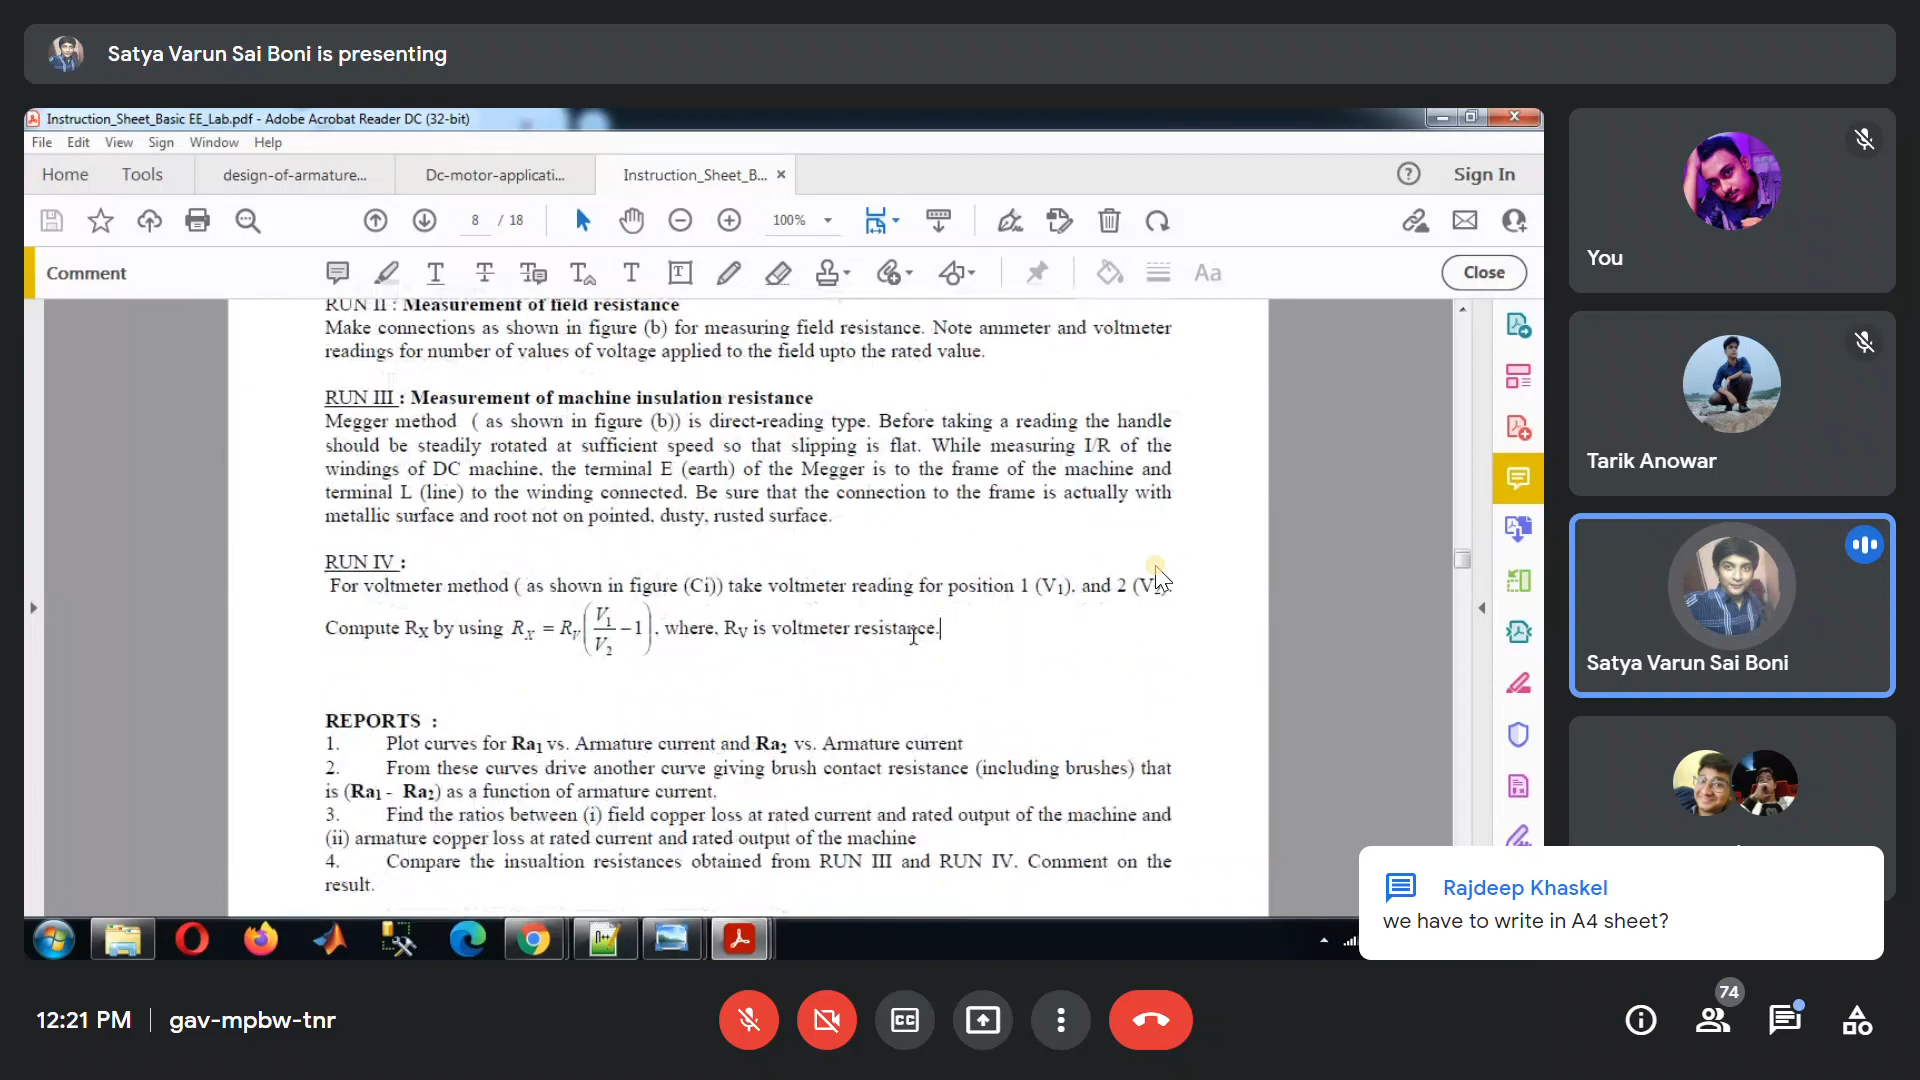 Satya Varun Sai Boni is presenting
Instruction_Sheet_Basic EE_Lab.pdf - Adobe Acrobat Reader DC (32-bit)
File Edit View Sign Window Help
Home Tools design-of-armature... Dc-motor-applicati... Instruction_Sheet_B... × Sign In
8 / 18 100%
Comment Close
RUN II : Measurement of field resistance
Make connections as shown in figure (b) for measuring field resistance. Note ammeter and voltmeter
readings for number of values of voltage applied to the field upto the rated value.
RUN III : Measurement of machine insulation resistance
Megger method ( as shown in figure (b)) is direct-reading type. Before taking a reading the handle
should be steadily rotated at sufficient speed so that slipping is flat. While measuring I/R of the
windings of DC machine, the terminal E (earth) of the Megger is to the frame of the machine and
terminal L (line) to the winding connected. Be sure that the connection to the frame is actually with
metallic surface and root not on pointed, dusty, rusted surface.
RUN IV :
For voltmeter method ( as shown in figure (Ci)) take voltmeter reading for position 1 (V1), and 2 (V2).
Compute RX by using R_X = R_V(V_1/V_2 − 1), where, RV is voltmeter resistance.
REPORTS :
1. Plot curves for Ra1 vs. Armature current and Ra2 vs. Armature current
2. From these curves drive another curve giving brush contact resistance (including brushes) that
is (Ra1 - Ra2) as a function of armature current.
3. Find the ratios between (i) field copper loss at rated current and rated output of the machine and
(ii) armature copper loss at rated current and rated output of the machine
4. Compare the insualtion resistances obtained from RUN III and RUN IV. Comment on the
result.
You
Tarik Anowar
Satya Varun Sai Boni
Rajdeep Khaskel
we have to write in A4 sheet?
12:21 PM gav-mpbw-tnr
74